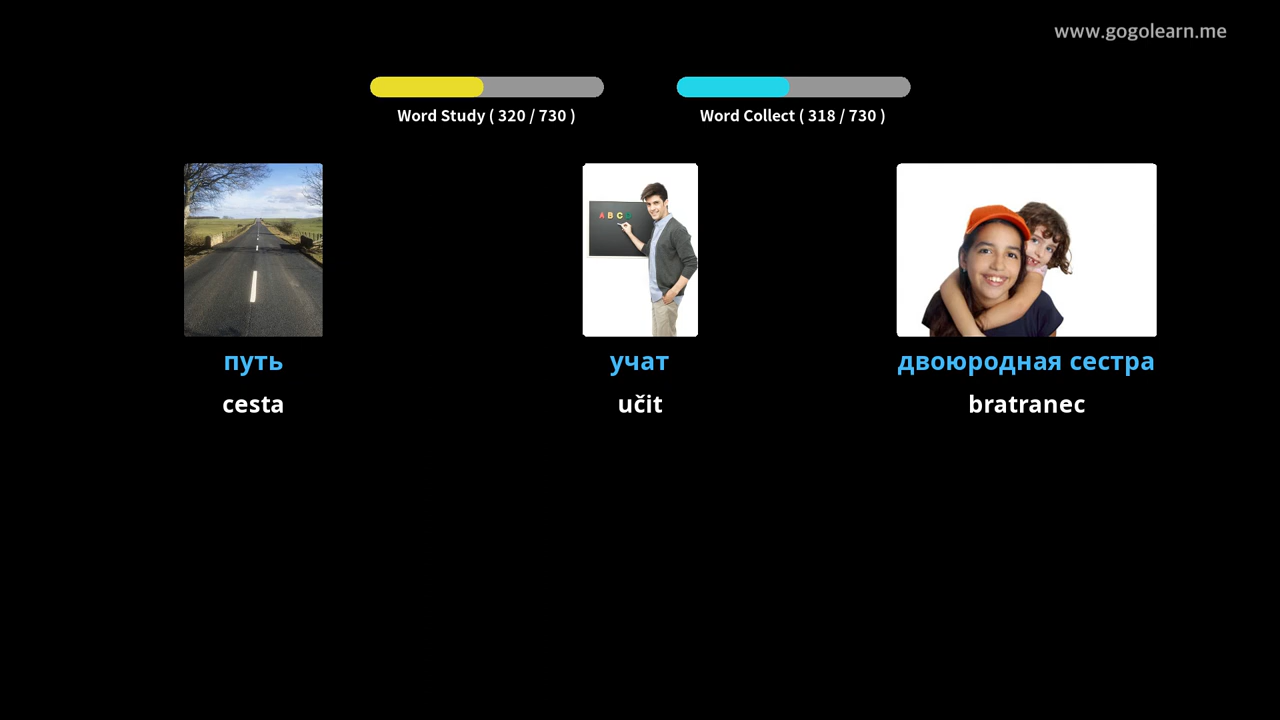 www.gogolearn.me
Word Study ( 320 / 730 )
Word Collect ( 318 / 730 )
A B C D
путь
учат
двоюродная сестра
cesta
učit
bratranec